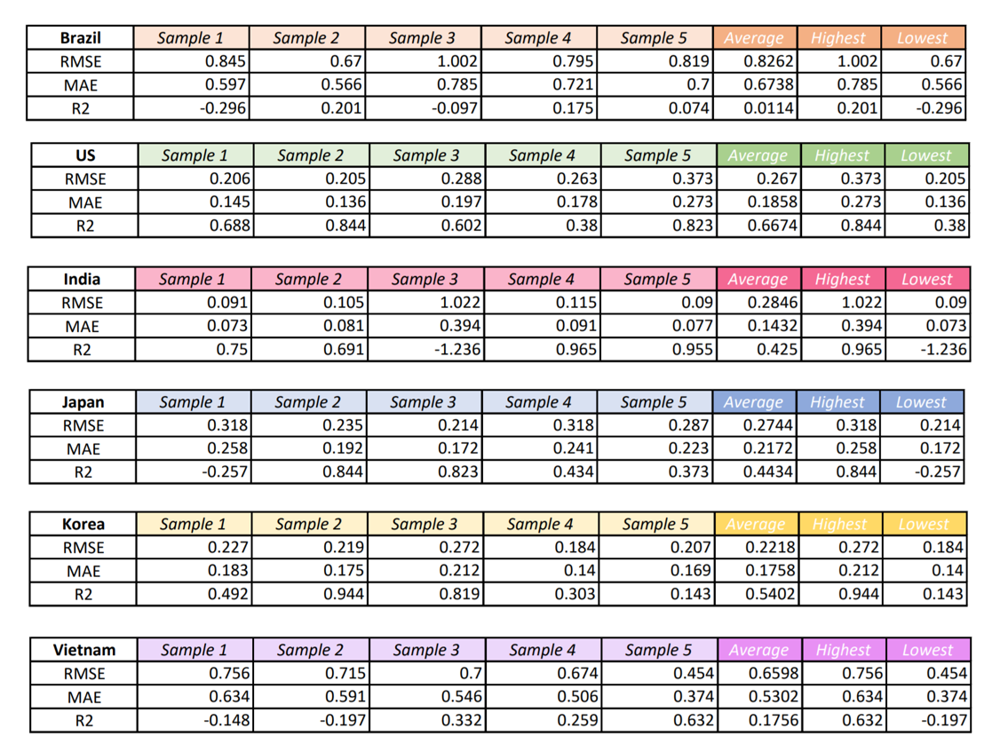 Brazil Sample 1 Sample 2 Sample 3 Sample 4 Sample 5 Average Highest Lowest
RMSE 0.845 0.67 1.002 0.795 0.819 0.8262 1.002 0.67
MAE 0.597 0.566 0.785 0.721 0.7 0.6738 0.785 0.566
R2 -0.296 0.201 -0.097 0.175 0.074 0.0114 0.201 -0.296
US Sample 1 Sample 2 Sample 3 Sample 4 Sample 5 Average Highest Lowest
RMSE 0.206 0.205 0.288 0.263 0.373 0.267 0.373 0.205
MAE 0.145 0.136 0.197 0.178 0.273 0.1858 0.273 0.136
R2 0.688 0.844 0.602 0.38 0.823 0.6674 0.844 0.38
India Sample 1 Sample 2 Sample 3 Sample 4 Sample 5 Average Highest Lowest
RMSE 0.091 0.105 1.022 0.115 0.09 0.2846 1.022 0.09
MAE 0.073 0.081 0.394 0.091 0.077 0.1432 0.394 0.073
R2 0.75 0.691 -1.236 0.965 0.955 0.425 0.965 -1.236
Japan Sample 1 Sample 2 Sample 3 Sample 4 Sample 5 Average Highest Lowest
RMSE 0.318 0.235 0.214 0.318 0.287 0.2744 0.318 0.214
MAE 0.258 0.192 0.172 0.241 0.223 0.2172 0.258 0.172
R2 -0.257 0.844 0.823 0.434 0.373 0.4434 0.844 -0.257
Korea Sample 1 Sample 2 Sample 3 Sample 4 Sample 5 Average Highest Lowest
RMSE 0.227 0.219 0.272 0.184 0.207 0.2218 0.272 0.184
MAE 0.183 0.175 0.212 0.14 0.169 0.1758 0.212 0.14
R2 0.492 0.944 0.819 0.303 0.143 0.5402 0.944 0.143
Vietnam Sample 1 Sample 2 Sample 3 Sample 4 Sample 5 Average Highest Lowest
RMSE 0.756 0.715 0.7 0.674 0.454 0.6598 0.756 0.454
MAE 0.634 0.591 0.546 0.506 0.374 0.5302 0.634 0.374
R2 -0.148 -0.197 0.332 0.259 0.632 0.1756 0.632 -0.197